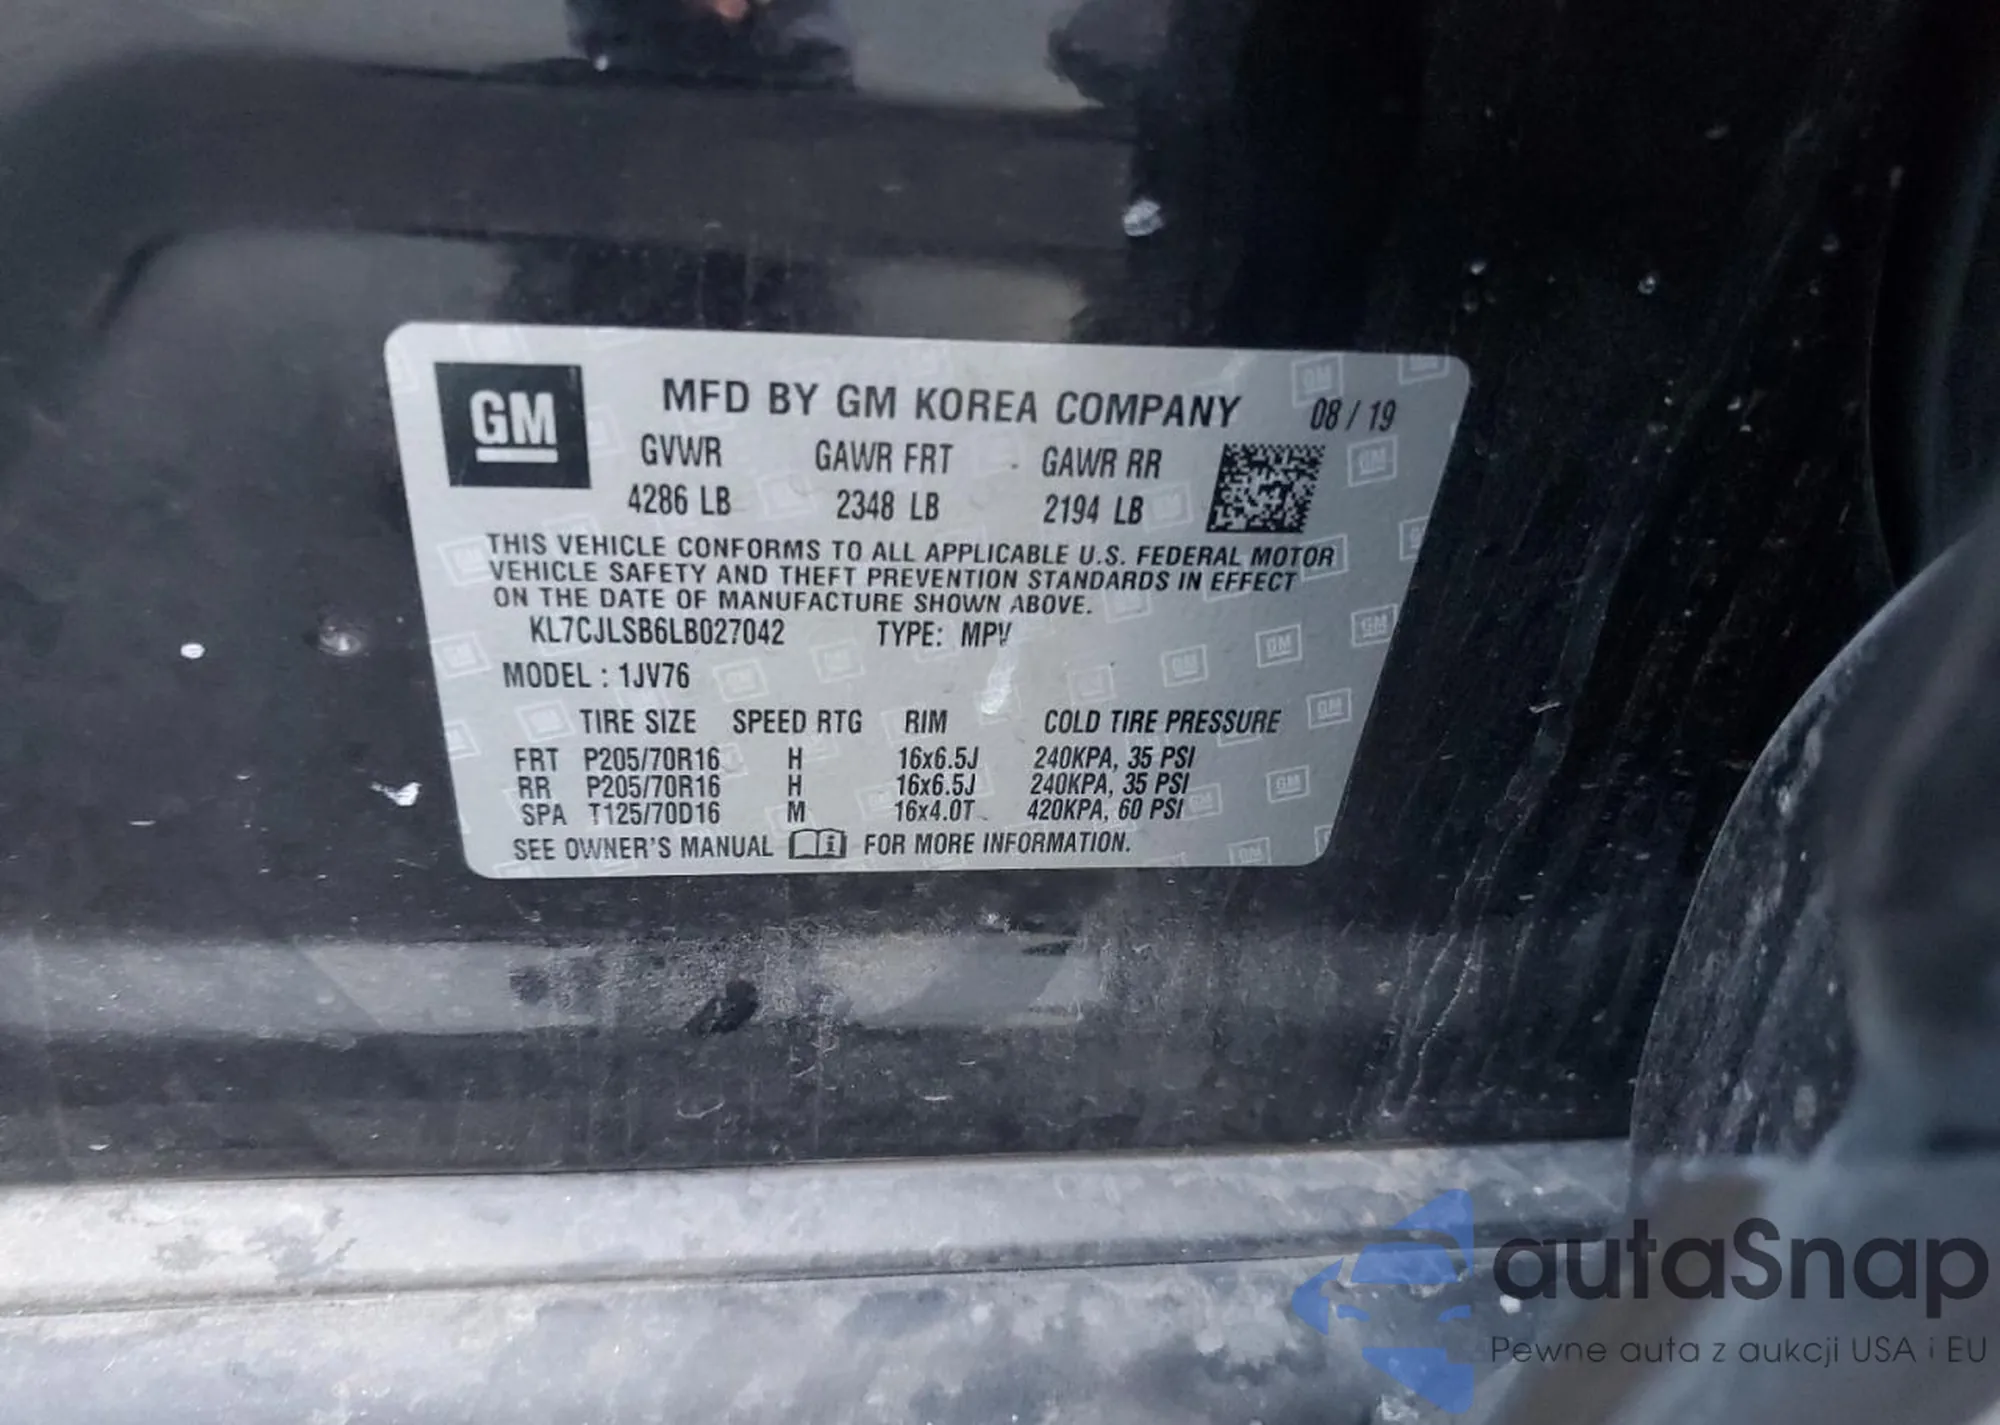 GM
MFD BY GM KOREA COMPANY 08 / 19
GVWR GAWR FRT GAWR RR
4286 LB 2348 LB 2194 LB
THIS VEHICLE CONFORMS TO ALL APPLICABLE U.S. FEDERAL MOTOR
VEHICLE SAFETY AND THEFT PREVENTION STANDARDS IN EFFECT
ON THE DATE OF MANUFACTURE SHOWN ABOVE.
KL7CJLSB6LB027042 TYPE: MPV
MODEL : 1JV76
TIRE SIZE SPEED RTG RIM COLD TIRE PRESSURE
FRT P205/70R16 H 16x6.5J 240KPA, 35 PSI
RR P205/70R16 H 16x6.5J 240KPA, 35 PSI
SPA T125/70D16 M 16x4.0T 420KPA, 60 PSI
SEE OWNER'S MANUAL FOR MORE INFORMATION.
autaSnap
Pewne auta z aukcji USA i EU